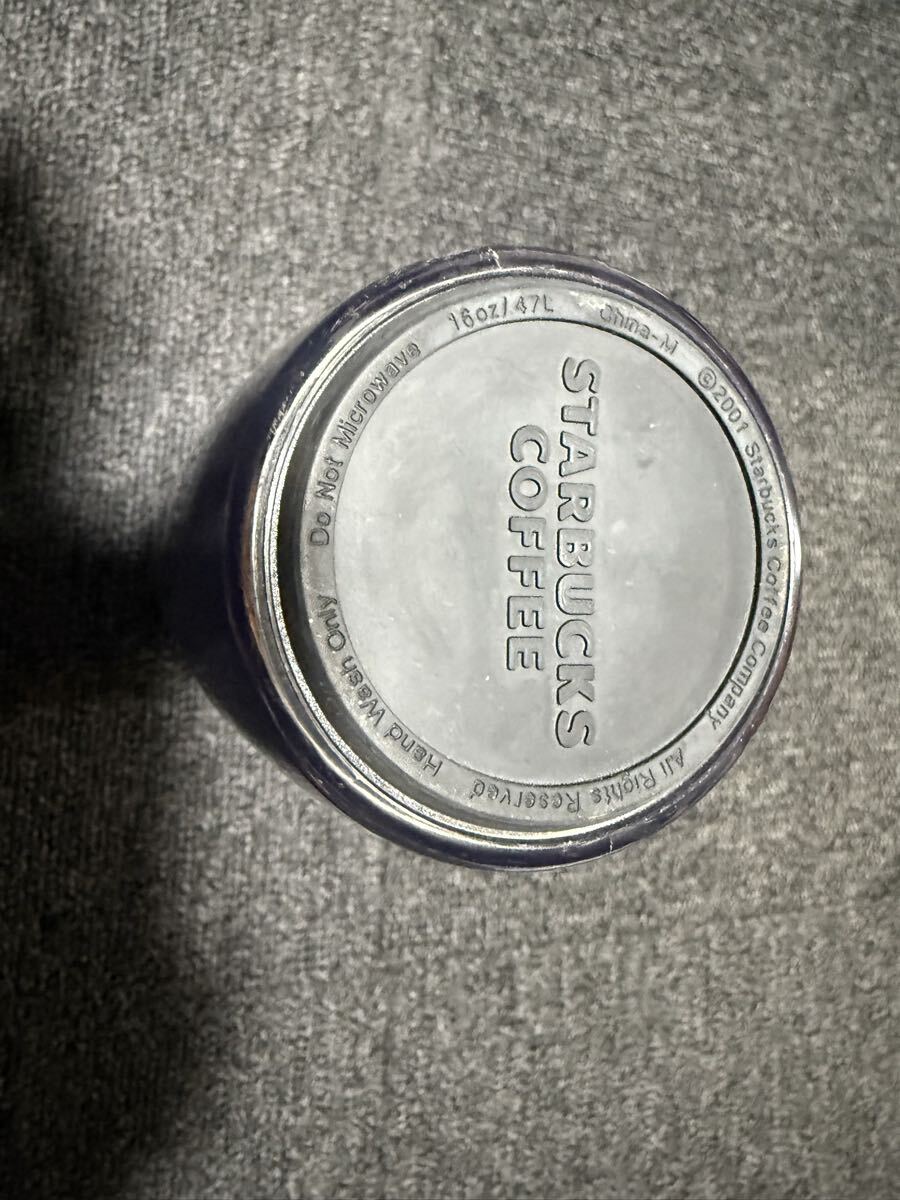 STARBUCKS
COFFEE
©2001 Starbucks Coffee Company
All Rights Reserved
Hand Wash Only
Do Not Microwave
16oz/.47L
China-M